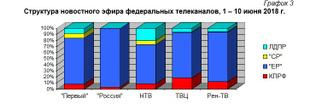 График 3
Структура новостного эфира федеральных телеканалов, 1 – 10 июня 2018 г.
100%
90%
80%
70%
60%
50%
40%
30%
20%
10%
0%
"Первый" "Россия" НТВ ТВЦ Рен-ТВ
ЛДПР
"СР"
"ЕР"
КПРФ